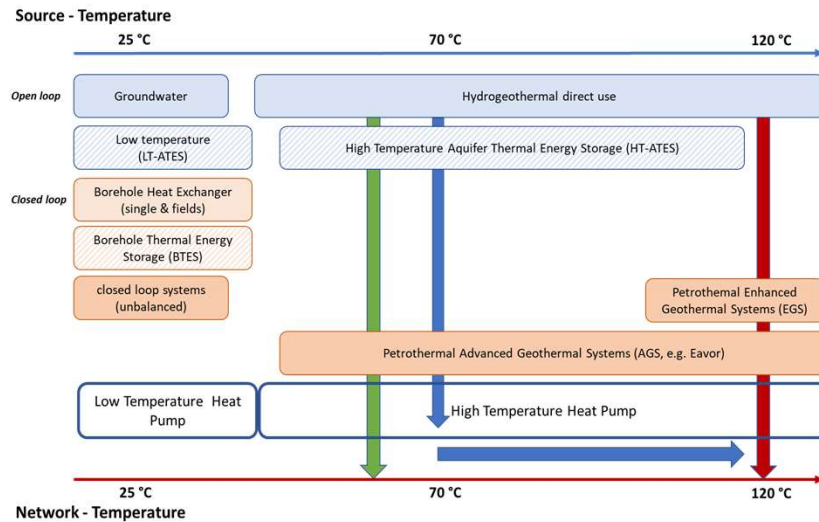 Source - Temperature
25 °C 70 °C 120 °C
Open loop
Groundwater
Hydrogeothermal direct use
Low temperature
(LT-ATES)
High Temperature Aquifer Thermal Energy Storage (HT-ATES)
Closed loop
Borehole Heat Exchanger
(single & fields)
Borehole Thermal Energy
Storage (BTES)
closed loop systems
(unbalanced)
Petrothemal Enhanced
Geothermal Systems (EGS)
Petrothermal Advanced Geothermal Systems (AGS, e.g. Eavor)
Low Temperature Heat
Pump
High Temperature Heat Pump
25 °C 70 °C 120 °C
Network - Temperature